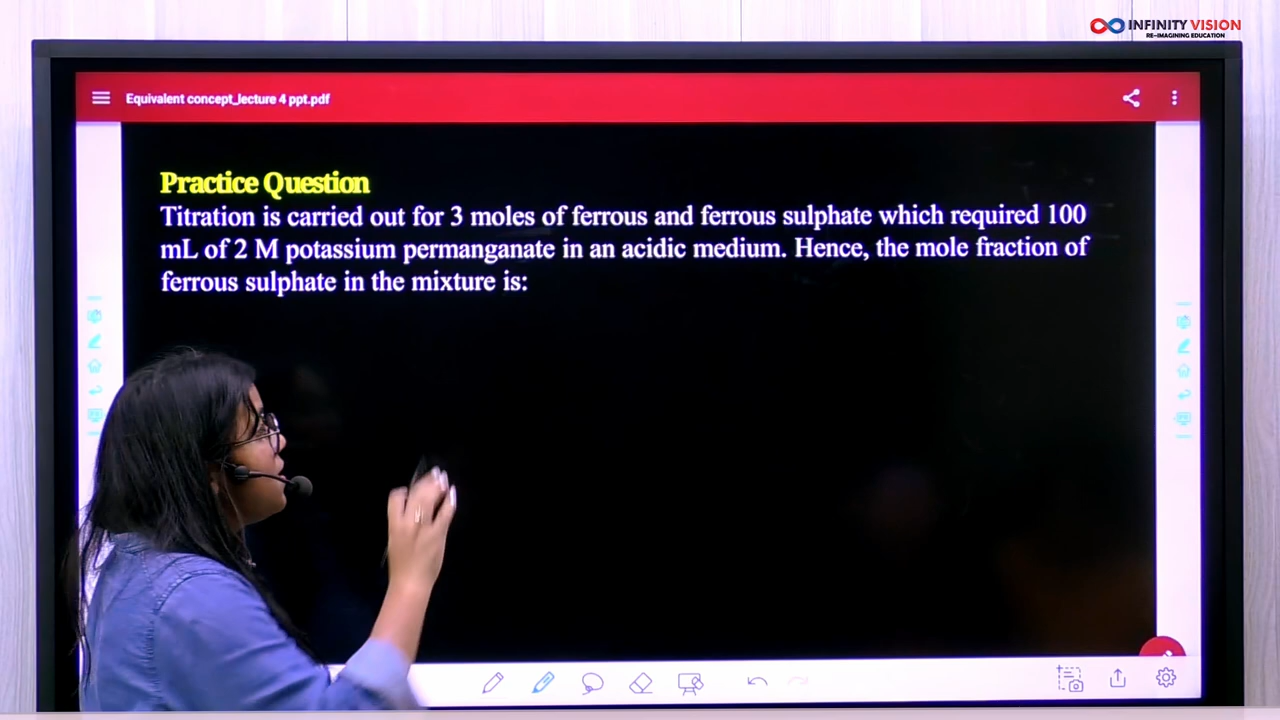 INFINITY VISION
RE-IMAGINING EDUCATION
Equivalent concept_lecture 4 ppt.pdf
Practice Question
Titration is carried out for 3 moles of ferrous and ferrous sulphate which required 100
mL of 2 M potassium permanganate in an acidic medium. Hence, the mole fraction of
ferrous sulphate in the mixture is: